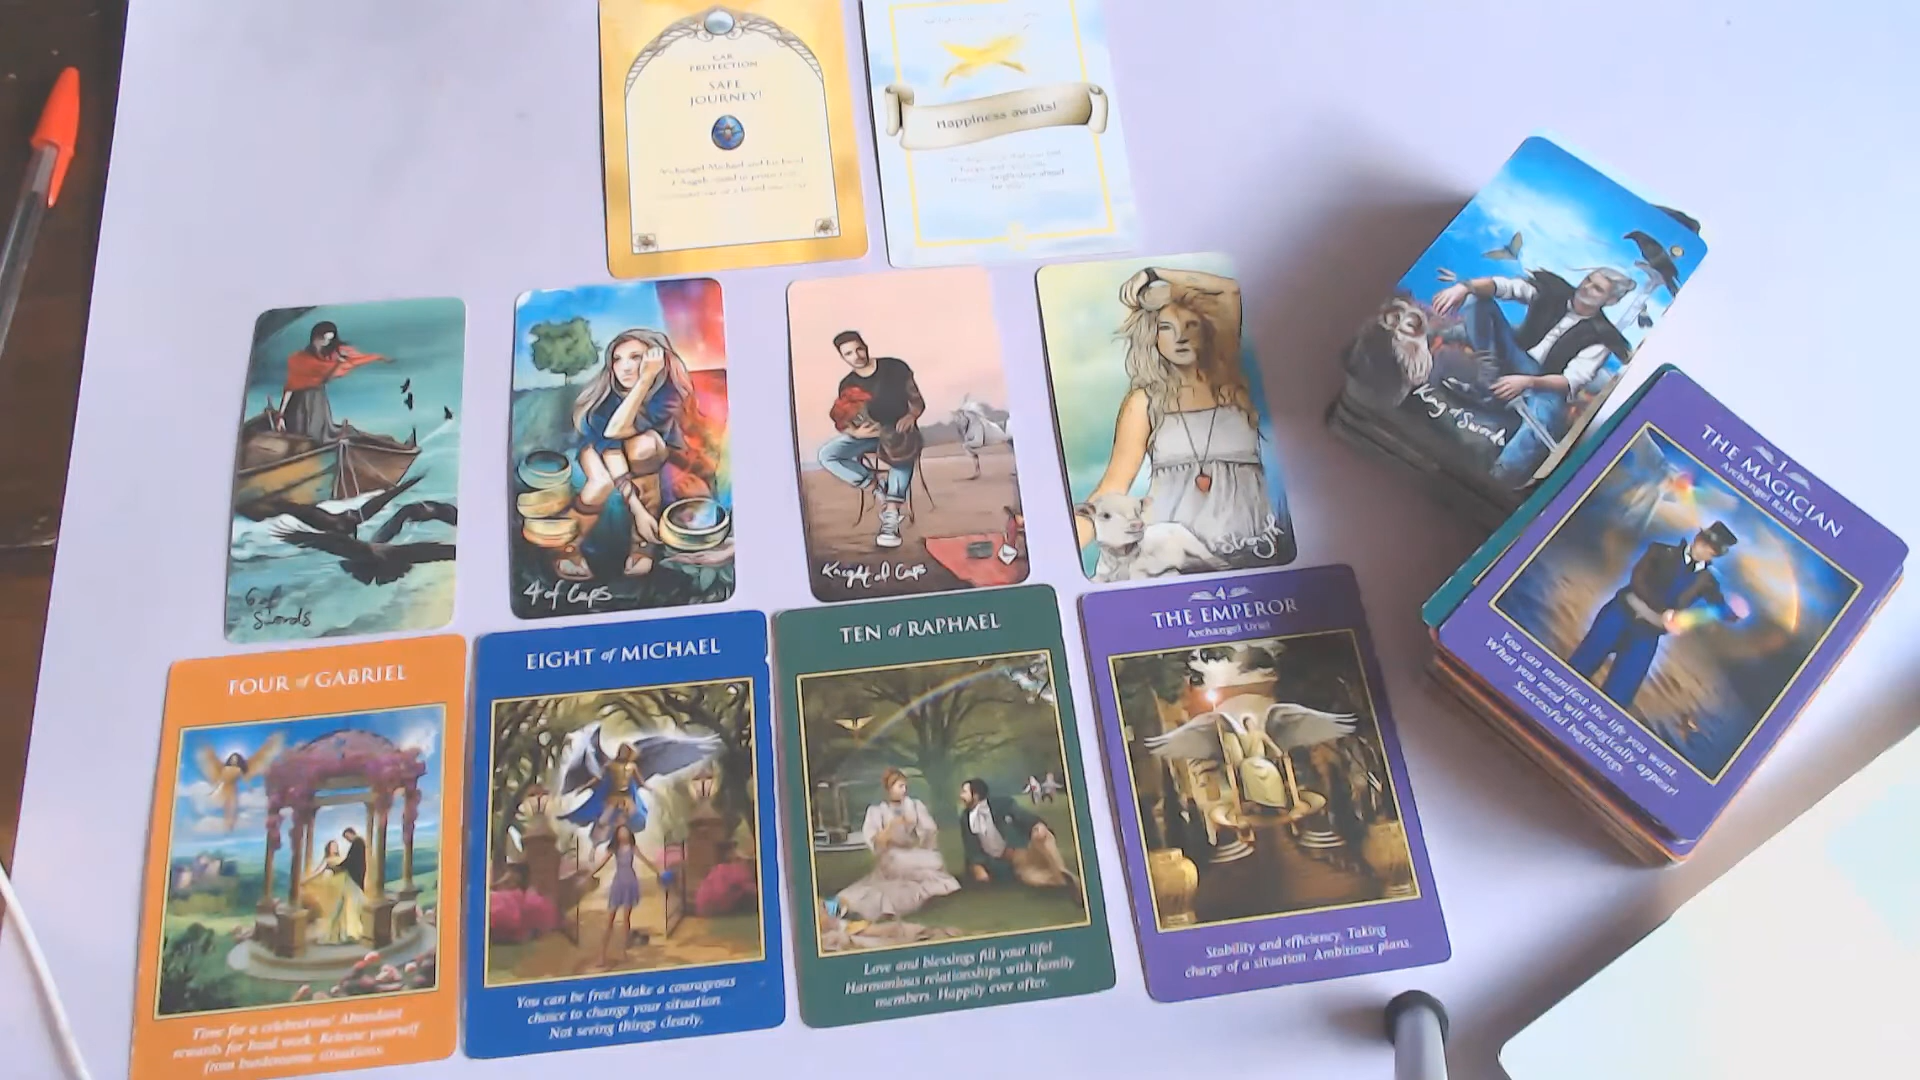 CAR
PROTECTION
SAFE
JOURNEY!
Archangel Michael and his band
Happiness awaits!
6 of
Swords
4 of Cups
Knight of Cups
Strength
King of Swords
FOUR of GABRIEL
Time for a celebration! Abundant
rewards for hard work. Release yourself
from burdensome situations.
EIGHT of MICHAEL
You can be free! Make a courageous
choice to change your situation.
Not seeing things clearly.
TEN of RAPHAEL
Love and blessings fill your life!
Harmonious relationships with family
members. Happily ever after.
4
THE EMPEROR
Archangel Uriel
Stability and efficiency. Taking
charge of a situation. Ambitious plans.
1
THE MAGICIAN
Archangel Raziel
You can manifest the life you want.
What you need will magically appear!
Successful beginnings.